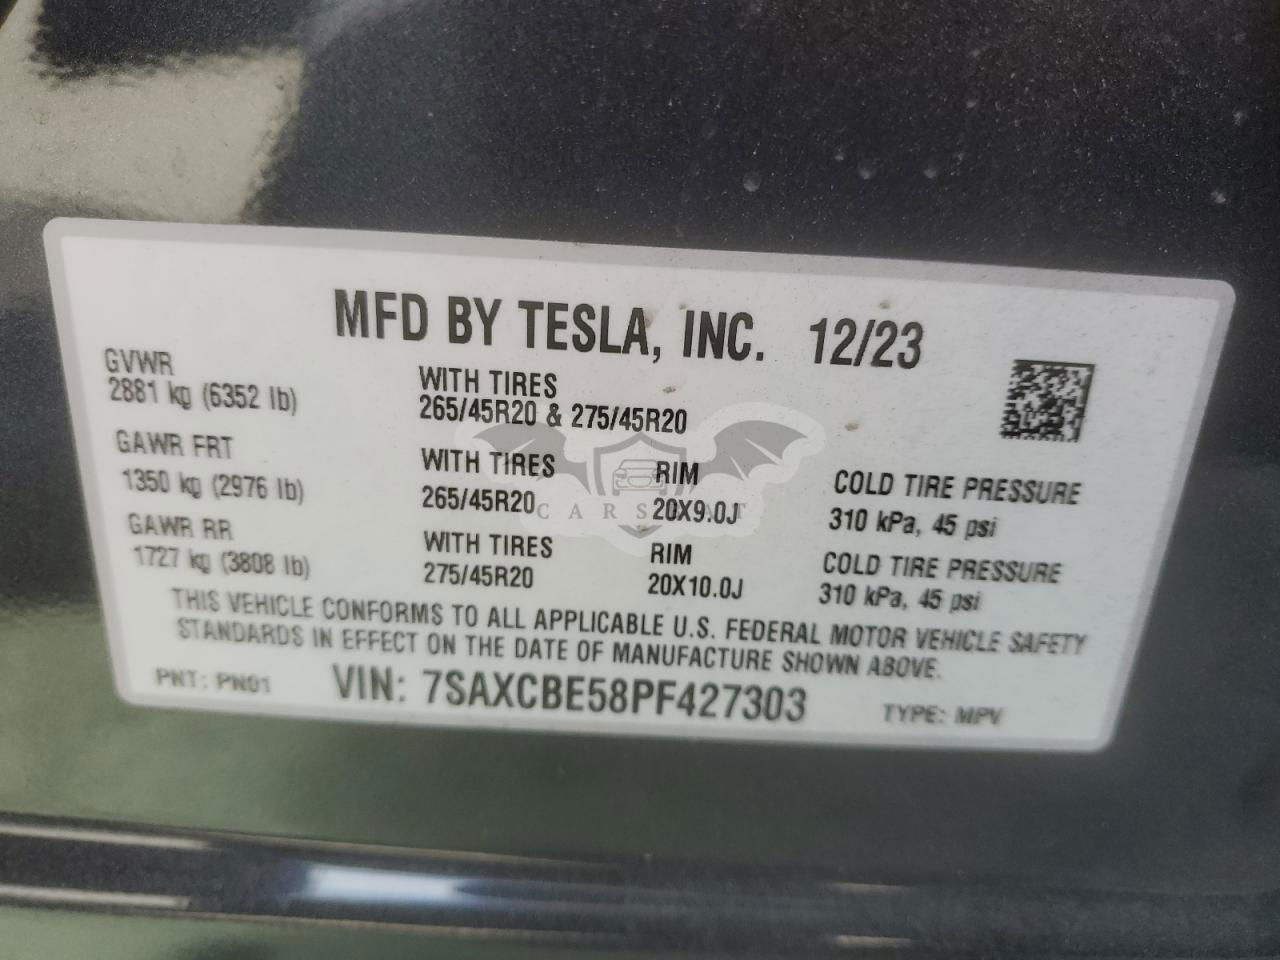 MFD BY TESLA, INC. 12/23
GVWR
2881 kg (6352 lb)
WITH TIRES
265/45R20 & 275/45R20
GAWR FRT
1350 kg (2976 lb)
WITH TIRES
265/45R20
RIM
20X9.0J
COLD TIRE PRESSURE
310 kPa, 45 psi
GAWR RR
1727 kg (3808 lb)
WITH TIRES
275/45R20
RIM
20X10.0J
COLD TIRE PRESSURE
310 kPa, 45 psi
THIS VEHICLE CONFORMS TO ALL APPLICABLE U.S. FEDERAL MOTOR VEHICLE SAFETY
STANDARDS IN EFFECT ON THE DATE OF MANUFACTURE SHOWN ABOVE.
PNT: PN01 VIN: 7SAXCBE58PF427303 TYPE: MPV